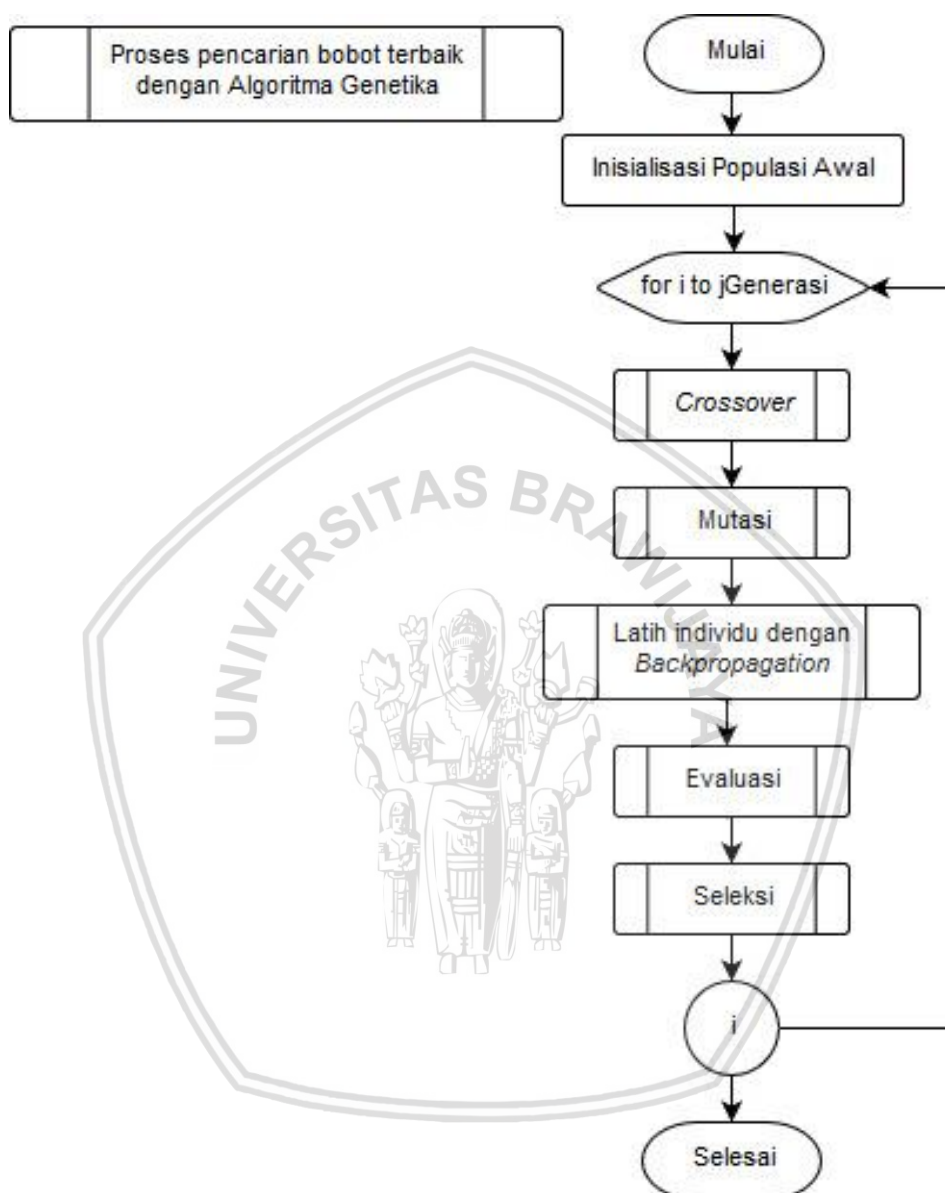 Proses pencarian bobot terbaik
dengan Algoritma Genetika
Mulai
Inisialisasi Populasi Awal
for i to jGenerasi
Crossover
Mutasi
Latih individu dengan
Backpropagation
Evaluasi
Seleksi
i
Selesai
UNIVERSITAS BRAWIJAYA